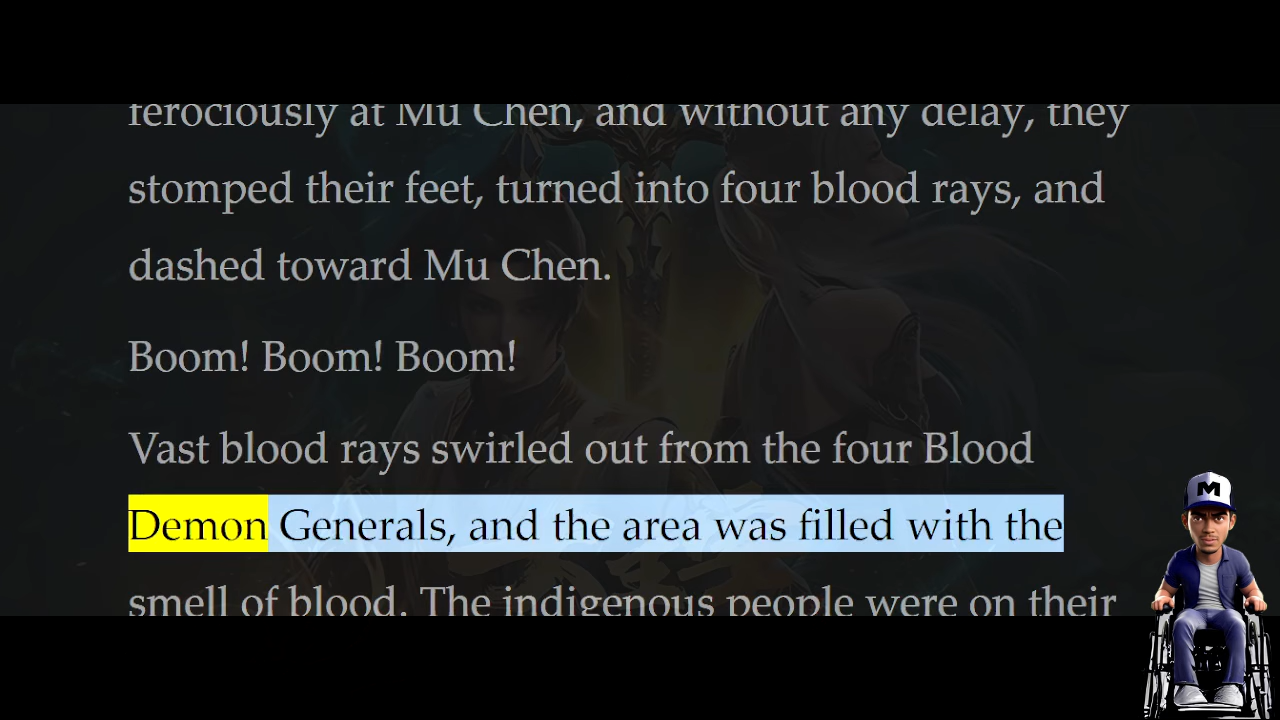 ferociously at Mu Chen, and without any delay, they
stomped their feet, turned into four blood rays, and
dashed toward Mu Chen.
Boom! Boom! Boom!
Vast blood rays swirled out from the four Blood
Demon Generals, and the area was filled with the
smell of blood. The indigenous people were on their
M
M